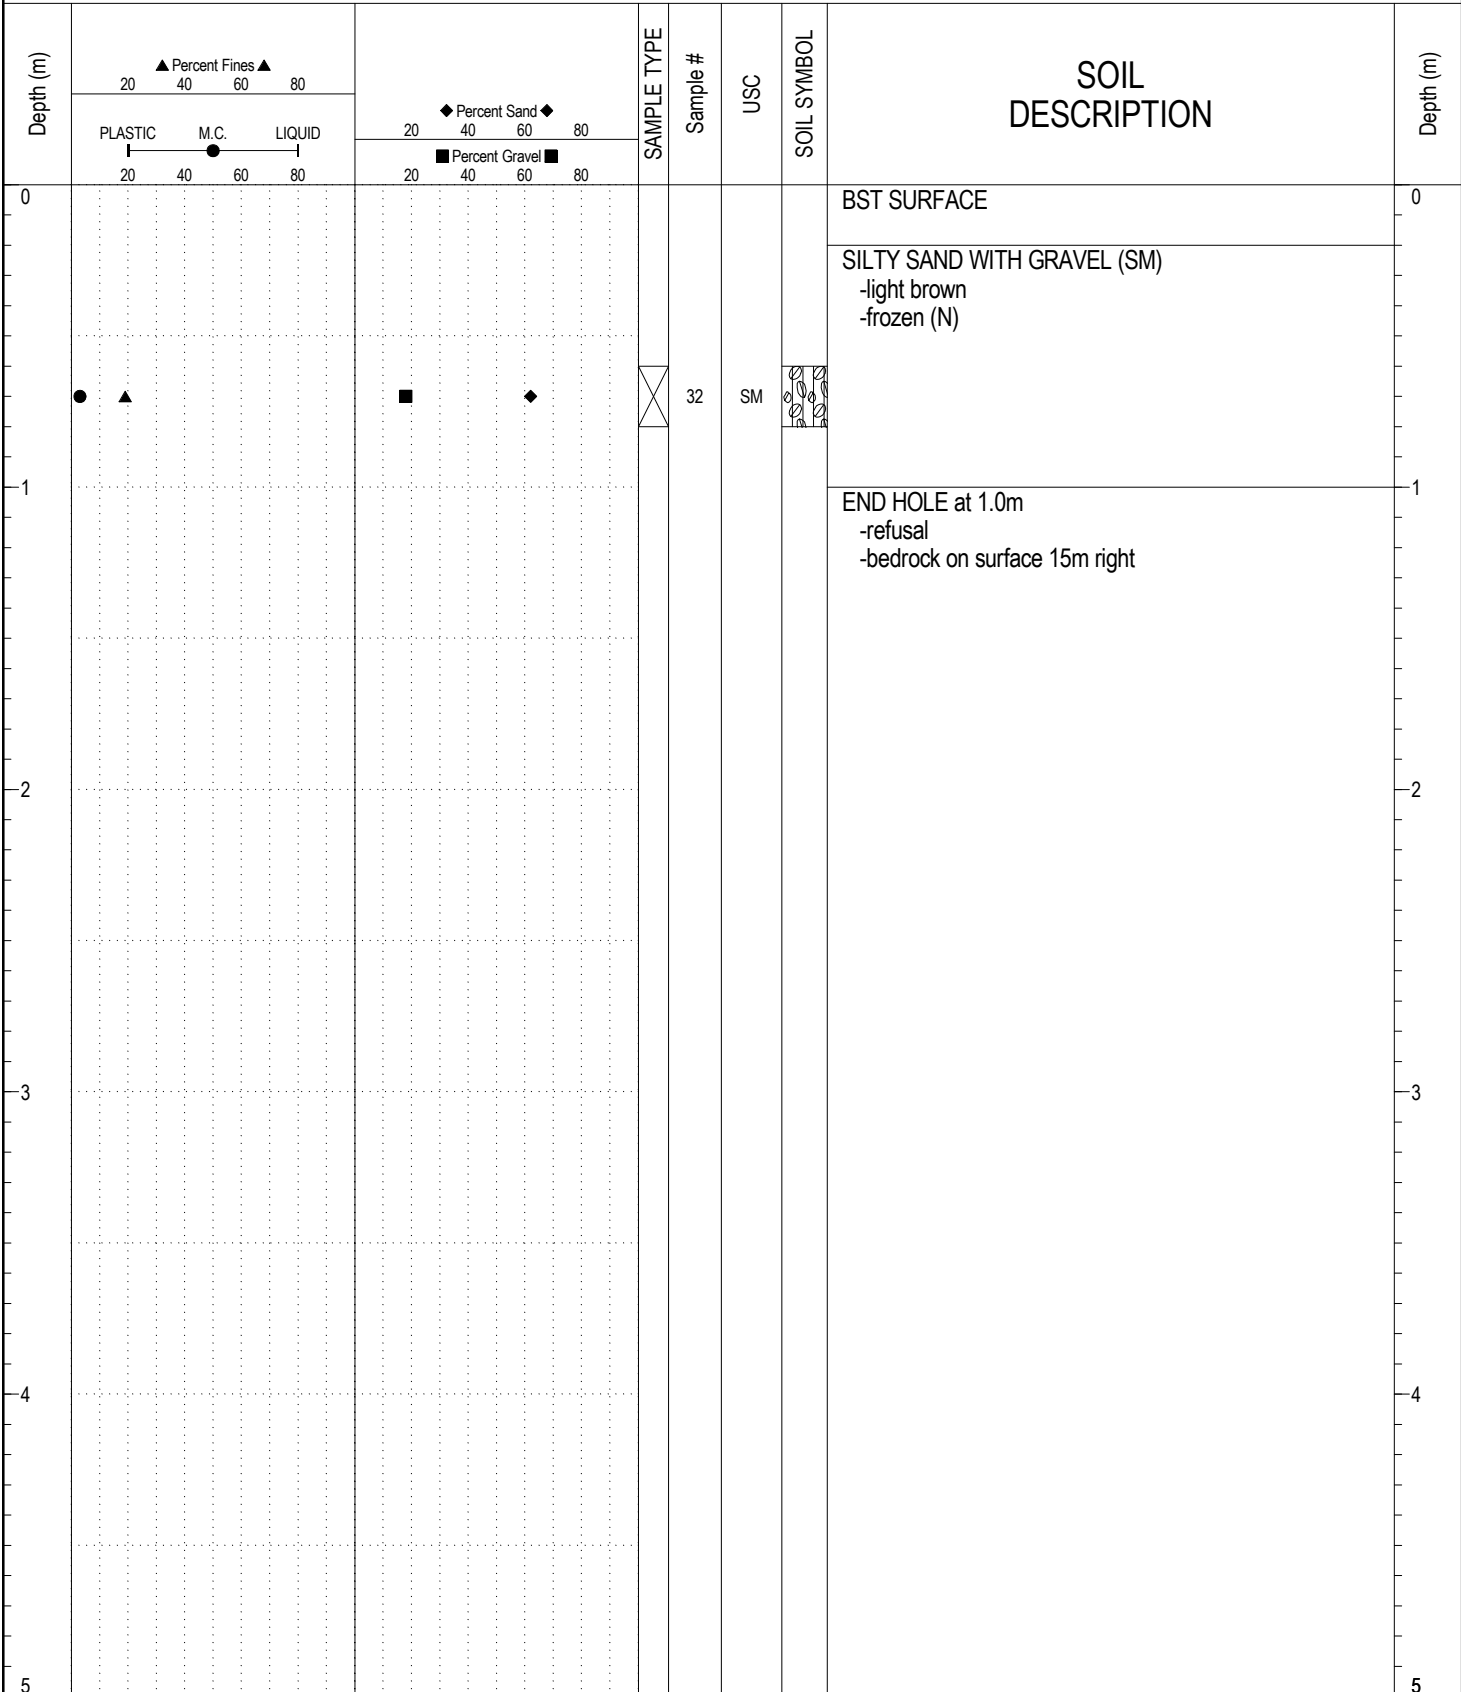 Depth (m)
▲ Percent Fines ▲
20 40 60 80
PLASTIC M.C. LIQUID
20 40 60 80
◆ Percent Sand ◆
20 40 60 80
■ Percent Gravel ■
20 40 60 80
SAMPLE TYPE
Sample #
USC
SOIL SYMBOL
SOIL
DESCRIPTION
Depth (m)
0 BST SURFACE 0
SILTY SAND WITH GRAVEL (SM)
-light brown
-frozen (N)
32 SM
1 1
END HOLE at 1.0m
-refusal
-bedrock on surface 15m right
2 2
3 3
4 4
5 5